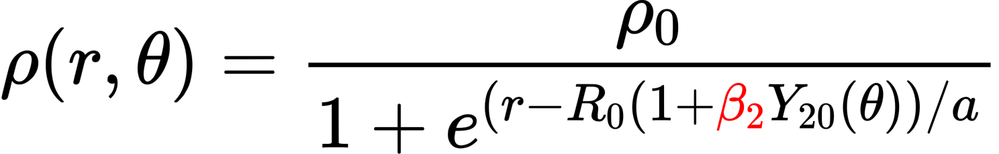 ρ(r, θ) = ρ₀ / (1 + e^{(r−R₀(1+β₂Y₂₀(θ))/a})